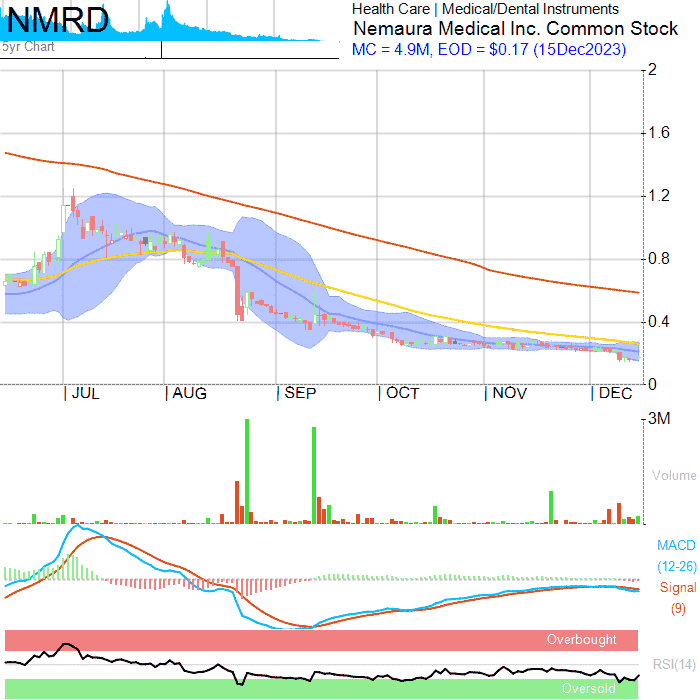 NMRD
5yr Chart
Health Care | Medical/Dental Instruments
Nemaura Medical Inc. Common Stock
MC = 4.9M, EOD = $0.17 (15Dec2023)
2
1.6
1.2
0.8
0.4
0
JUL AUG SEP OCT NOV DEC
3M
Volume
MACD
(12-26)
Signal
(9)
Overbought
RSI(14)
Oversold